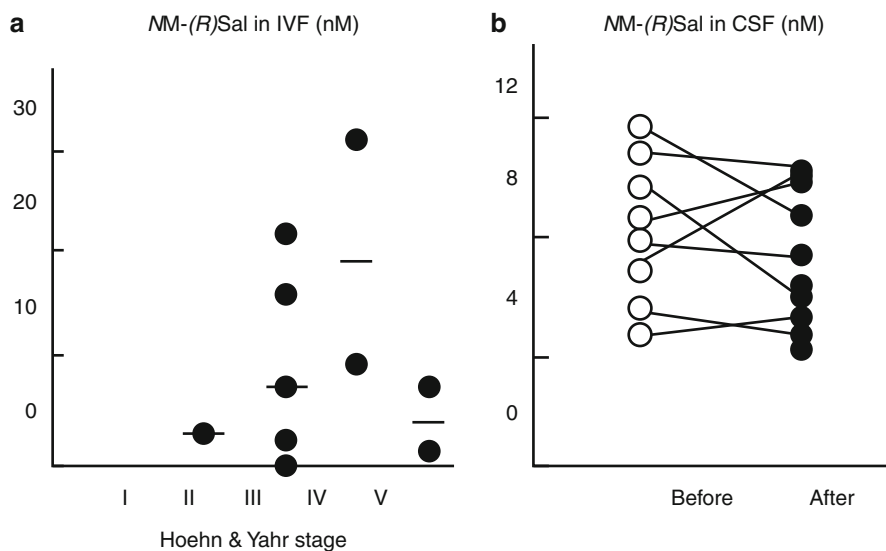 a
NM-(R)Sal in IVF (nM)
30
20
10
0
I II III IV V
Hoehn & Yahr stage
b
NM-(R)Sal in CSF (nM)
12
8
4
0
Before After